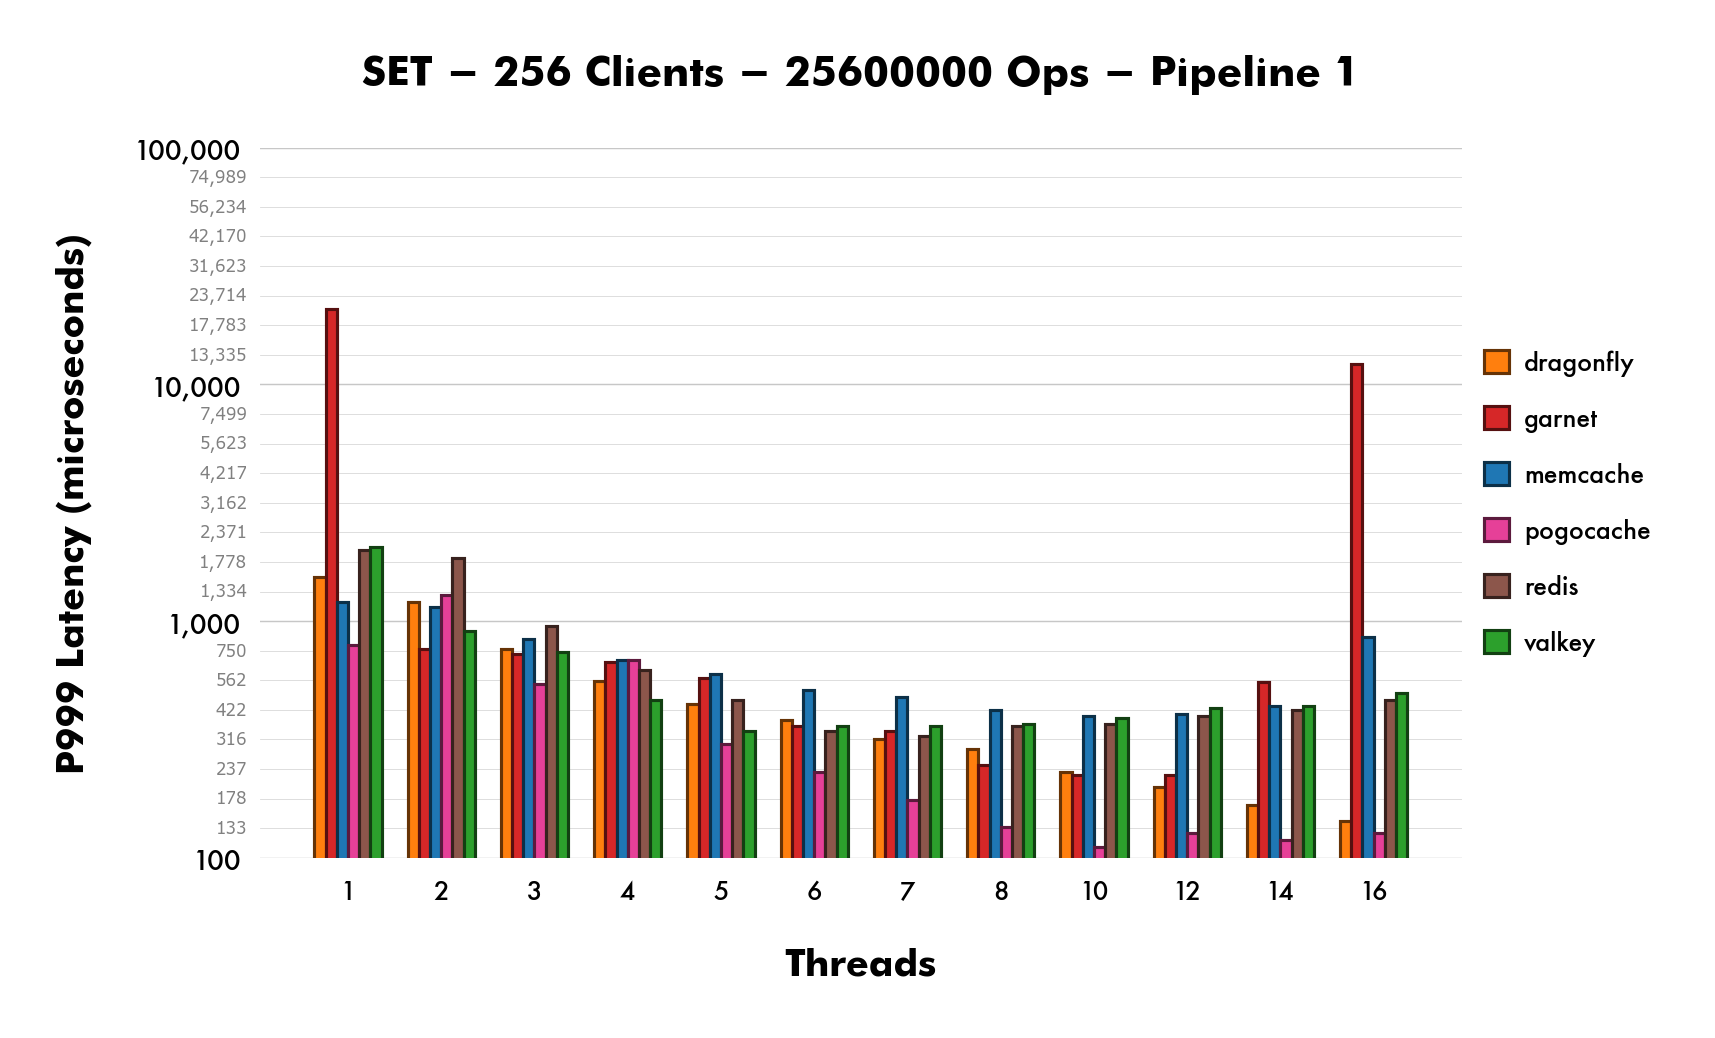 SET – 256 Clients – 25600000 Ops – Pipeline 1
P999 Latency (microseconds)
100,000
74,989
56,234
42,170
31,623
23,714
17,783
13,335
10,000
7,499
5,623
4,217
3,162
2,371
1,778
1,334
1,000
750
562
422
316
237
178
133
100
1 2 3 4 5 6 7 8 10 12 14 16
Threads
dragonfly
garnet
memcache
pogocache
redis
valkey